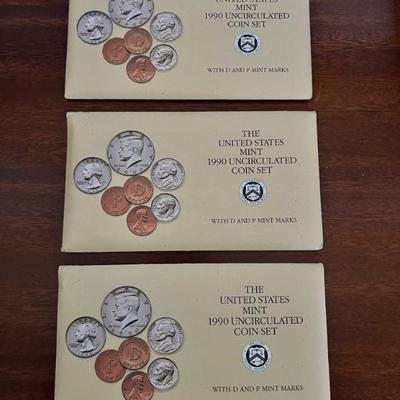 UNITED STATES
MINT
1990 UNCIRCULATED
COIN SET
WITH D AND P MINT MARKS
THE
UNITED STATES
MINT
1990 UNCIRCULATED
COIN SET
P
D
WITH D AND P MINT MARKS
THE
UNITED STATES
MINT
1990 UNCIRCULATED
COIN SET
P
D
WITH D AND P MINT MARKS